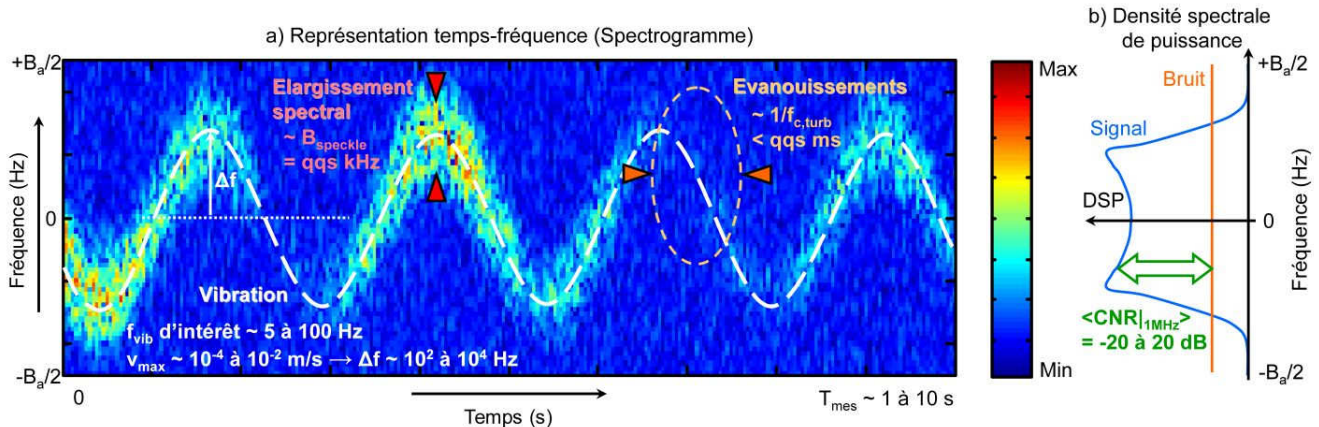 a) Représentation temps-fréquence (Spectrogramme)
+Ba/2
Fréquence (Hz)
0
-Ba/2
Elargissement
spectral
~ Bspeckle
= qqs kHz
Δf
Evanouissements
~ 1/fc,turb
< qqs ms
Vibration
fvib d'intérêt ~ 5 à 100 Hz
vmax ~ 10-4 à 10-2 m/s → Δf ~ 102 à 104 Hz
0
Temps (s)
Tmes ~ 1 à 10 s
Max
Min
b) Densité spectrale
de puissance
+Ba/2
Bruit
Signal
DSP
0
Fréquence (Hz)
<CNR|1MHz>
= -20 à 20 dB
-Ba/2